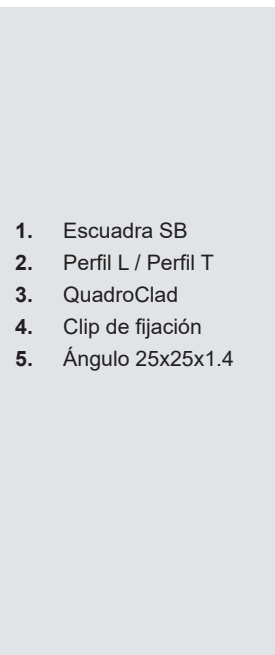 1. Escuadra SB
2. Perfil L / Perfil T
3. QuadroClad
4. Clip de fijación
5. Ángulo 25x25x1.4